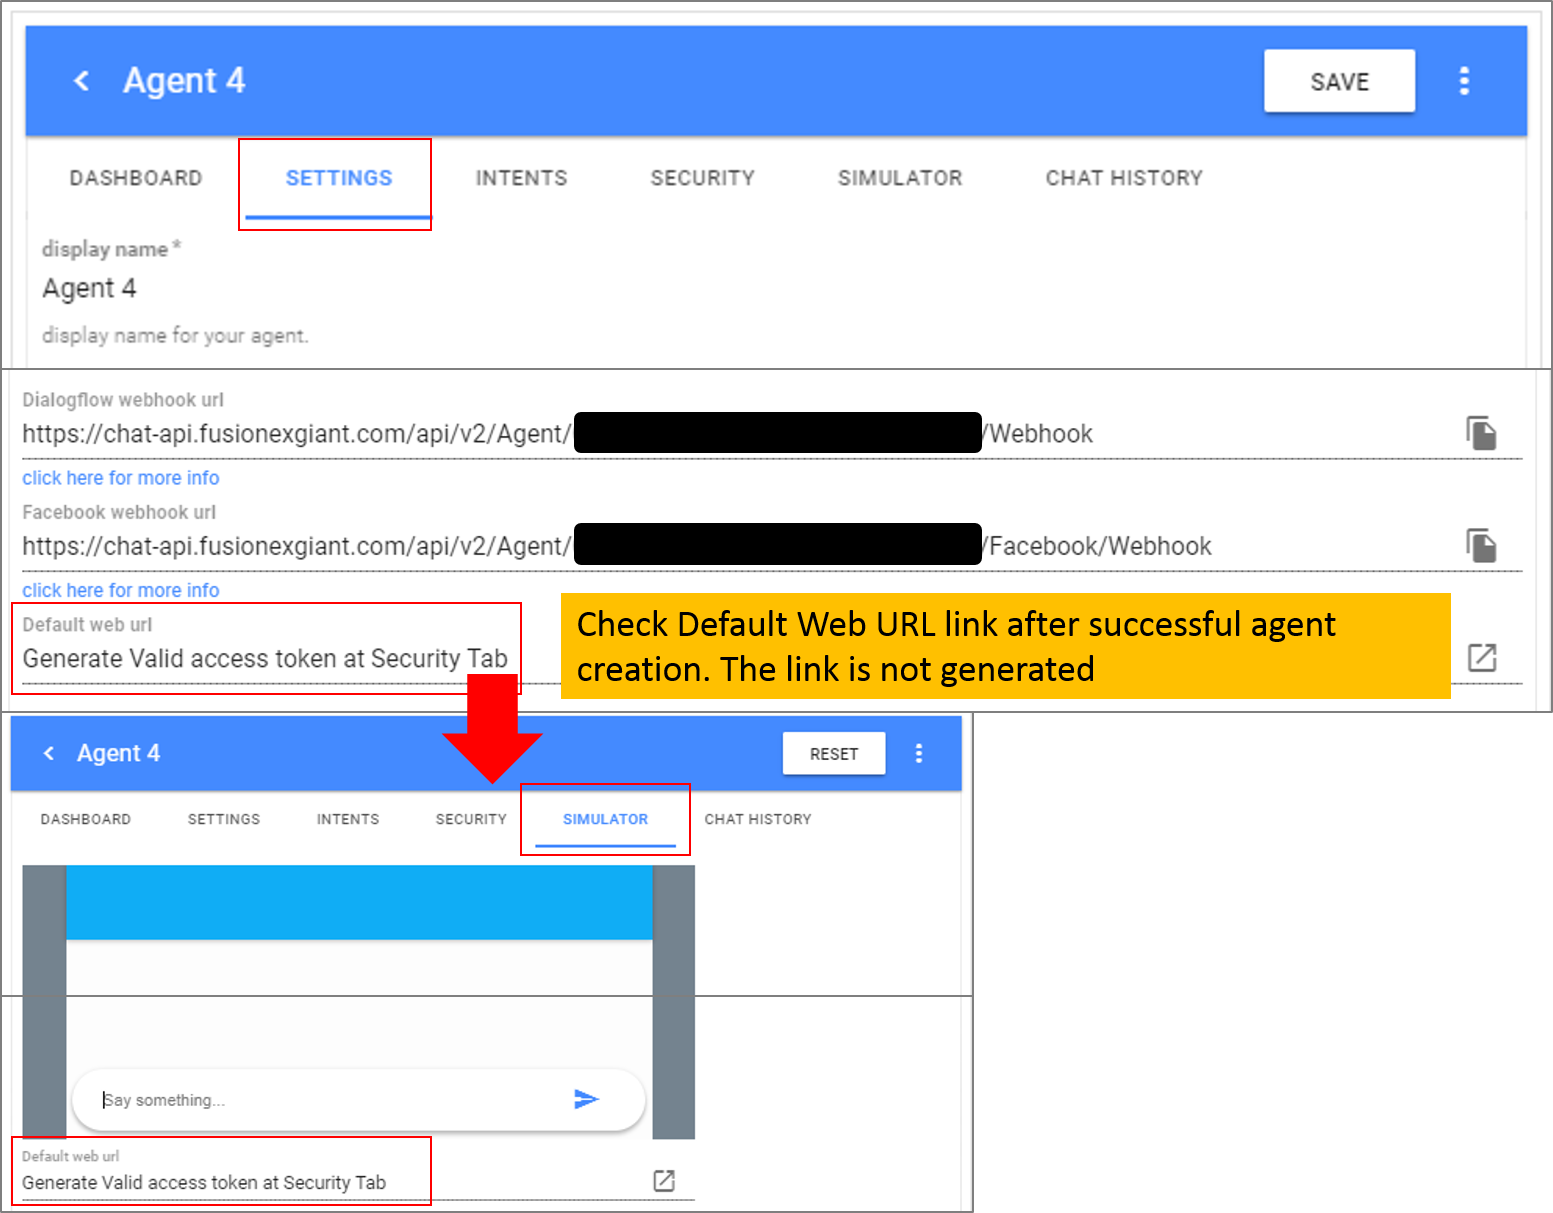 Agent 4
SAVE
DASHBOARD SETTINGS INTENTS SECURITY SIMULATOR CHAT HISTORY
display name *
Agent 4
display name for your agent.
Dialogflow webhook url
https://chat-api.fusionexgiant.com/api/v2/Agent/ /Webhook
click here for more info
Facebook webhook url
https://chat-api.fusionexgiant.com/api/v2/Agent/ /Facebook/Webhook
click here for more info
Default web url
Generate Valid access token at Security Tab
Check Default Web URL link after successful agent
creation. The link is not generated
Agent 4
RESET
DASHBOARD SETTINGS INTENTS SECURITY SIMULATOR CHAT HISTORY
Say something...
Default web url
Generate Valid access token at Security Tab